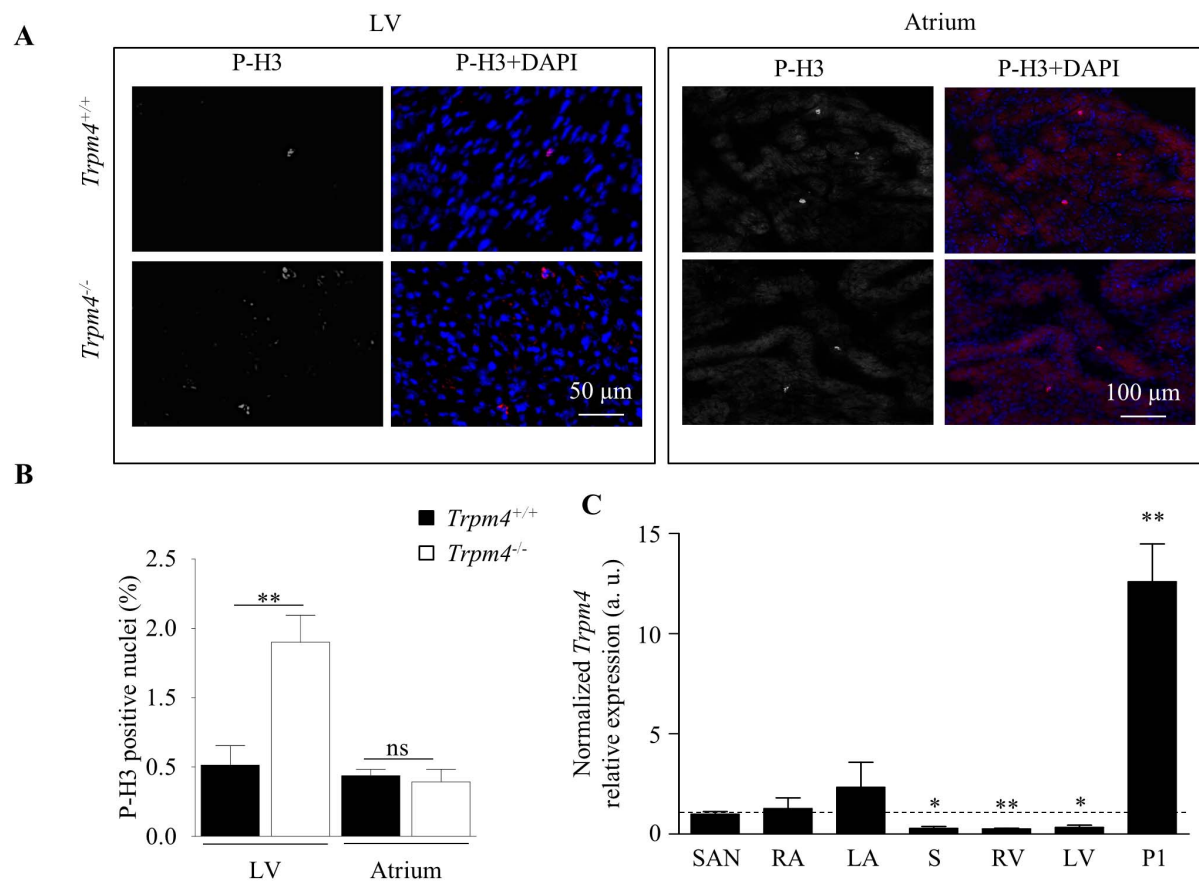 A
LV
Atrium
P-H3 P-H3+DAPI P-H3 P-H3+DAPI
Trpm4+/+
Trpm4-/-
50 µm
100 µm
B
Trpm4+/+
Trpm4-/-
P-H3 positive nuclei (%)
2.5
2.0
1.5
0.5
0.0
**
ns
LV Atrium
C
Normalized Trpm4
relative expression (a. u.)
15
10
5
0
* ** * **
SAN RA LA S RV LV P1